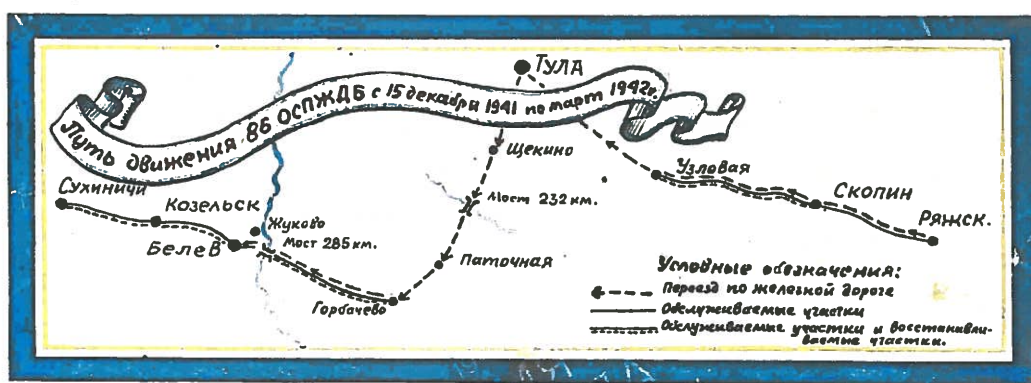 ТУЛА
Путь движения 86 ОСПЖДБ с 15 декабря 1941 по март 1942г.
Щекино
Узловая
Сухиничи
Козельск
Мост 232 км.
Скопин
Ряжск.
Жуково
Белев
Мост 285 км.
Паточная
Горбачево
Условные обозначения:
Переезд по железной дороге
Обслуживаемые участки
Обслуживаемые участки и восстанавли-
ваемые участки.